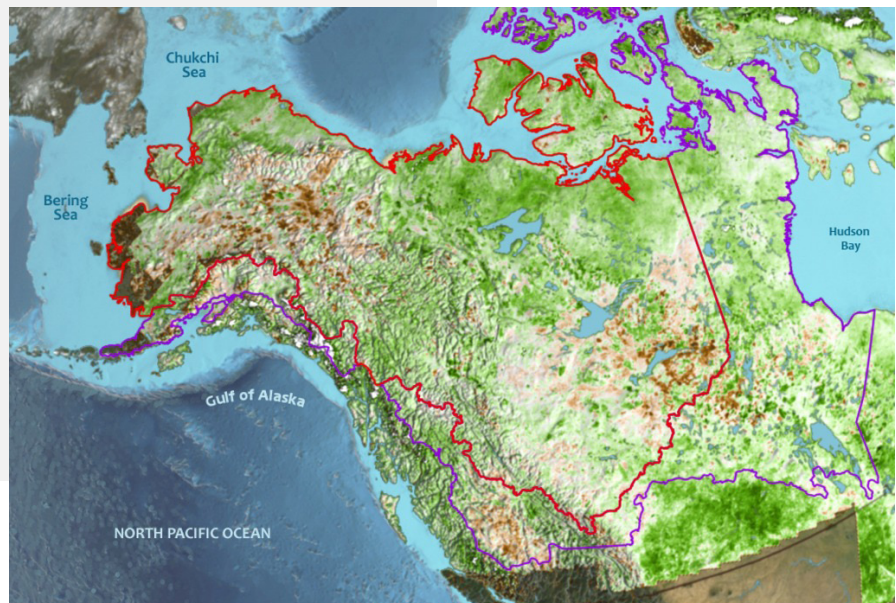 Chukchi
Sea
Bering
Sea
Hudson
Bay
Gulf of Alaska
NORTH PACIFIC OCEAN